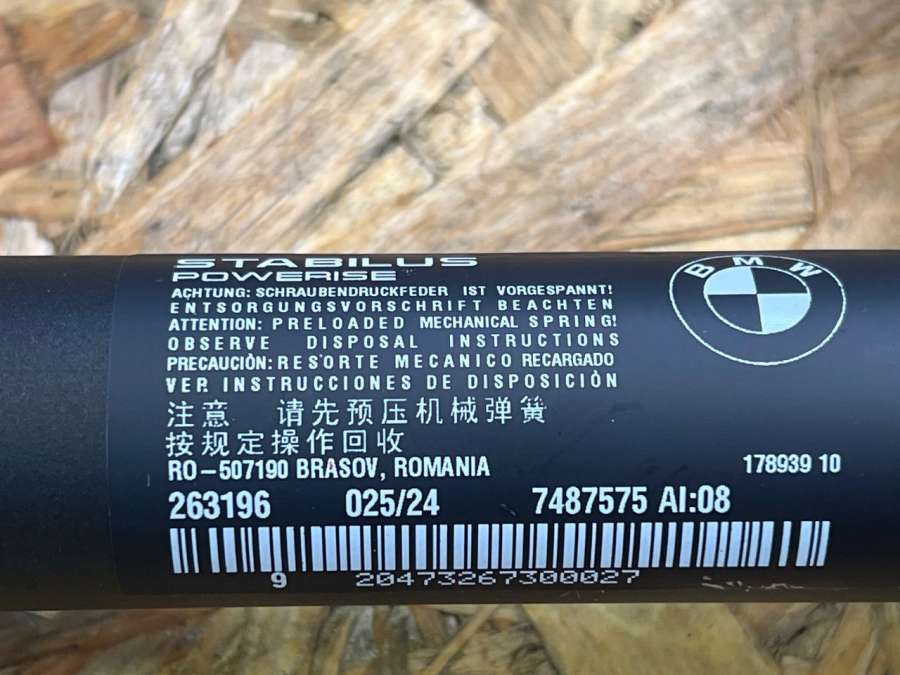 STABILUS
POWERISE
BMW
ACHTUNG: SCHRAUBENDRUCKFEDER IST VORGESPANNT!
ENTSORGUNGSVORSCHRIFT BEACHTEN
ATTENTION: PRELOADED MECHANICAL SPRING!
OBSERVE DISPOSAL INSTRUCTIONS
PRECAUCIÓN: RESORTE MECANICO RECARGADO
VER INSTRUCCIONES DE DISPOSICIÓN
注意 请先预压机械弹簧
按规定操作回收
RO-507190 BRASOV, ROMANIA 178939 10
263196 025/24 7487575 AI:08
9 20473267300027